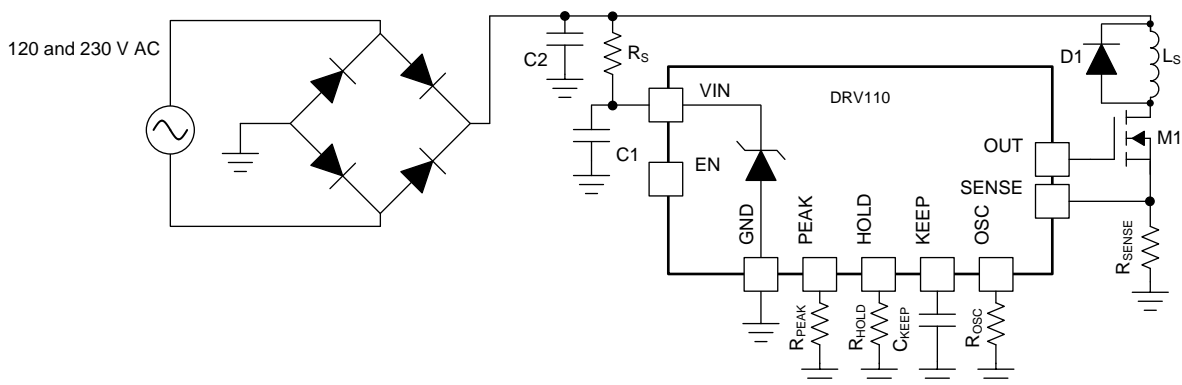 120 and 230 V AC
C2
RS
D1
LS
VIN
DRV110
C1
OUT
M1
EN
SENSE
GND
PEAK
HOLD
KEEP
OSC
RSENSE
RPEAK
RHOLD
CKEEP
ROSC